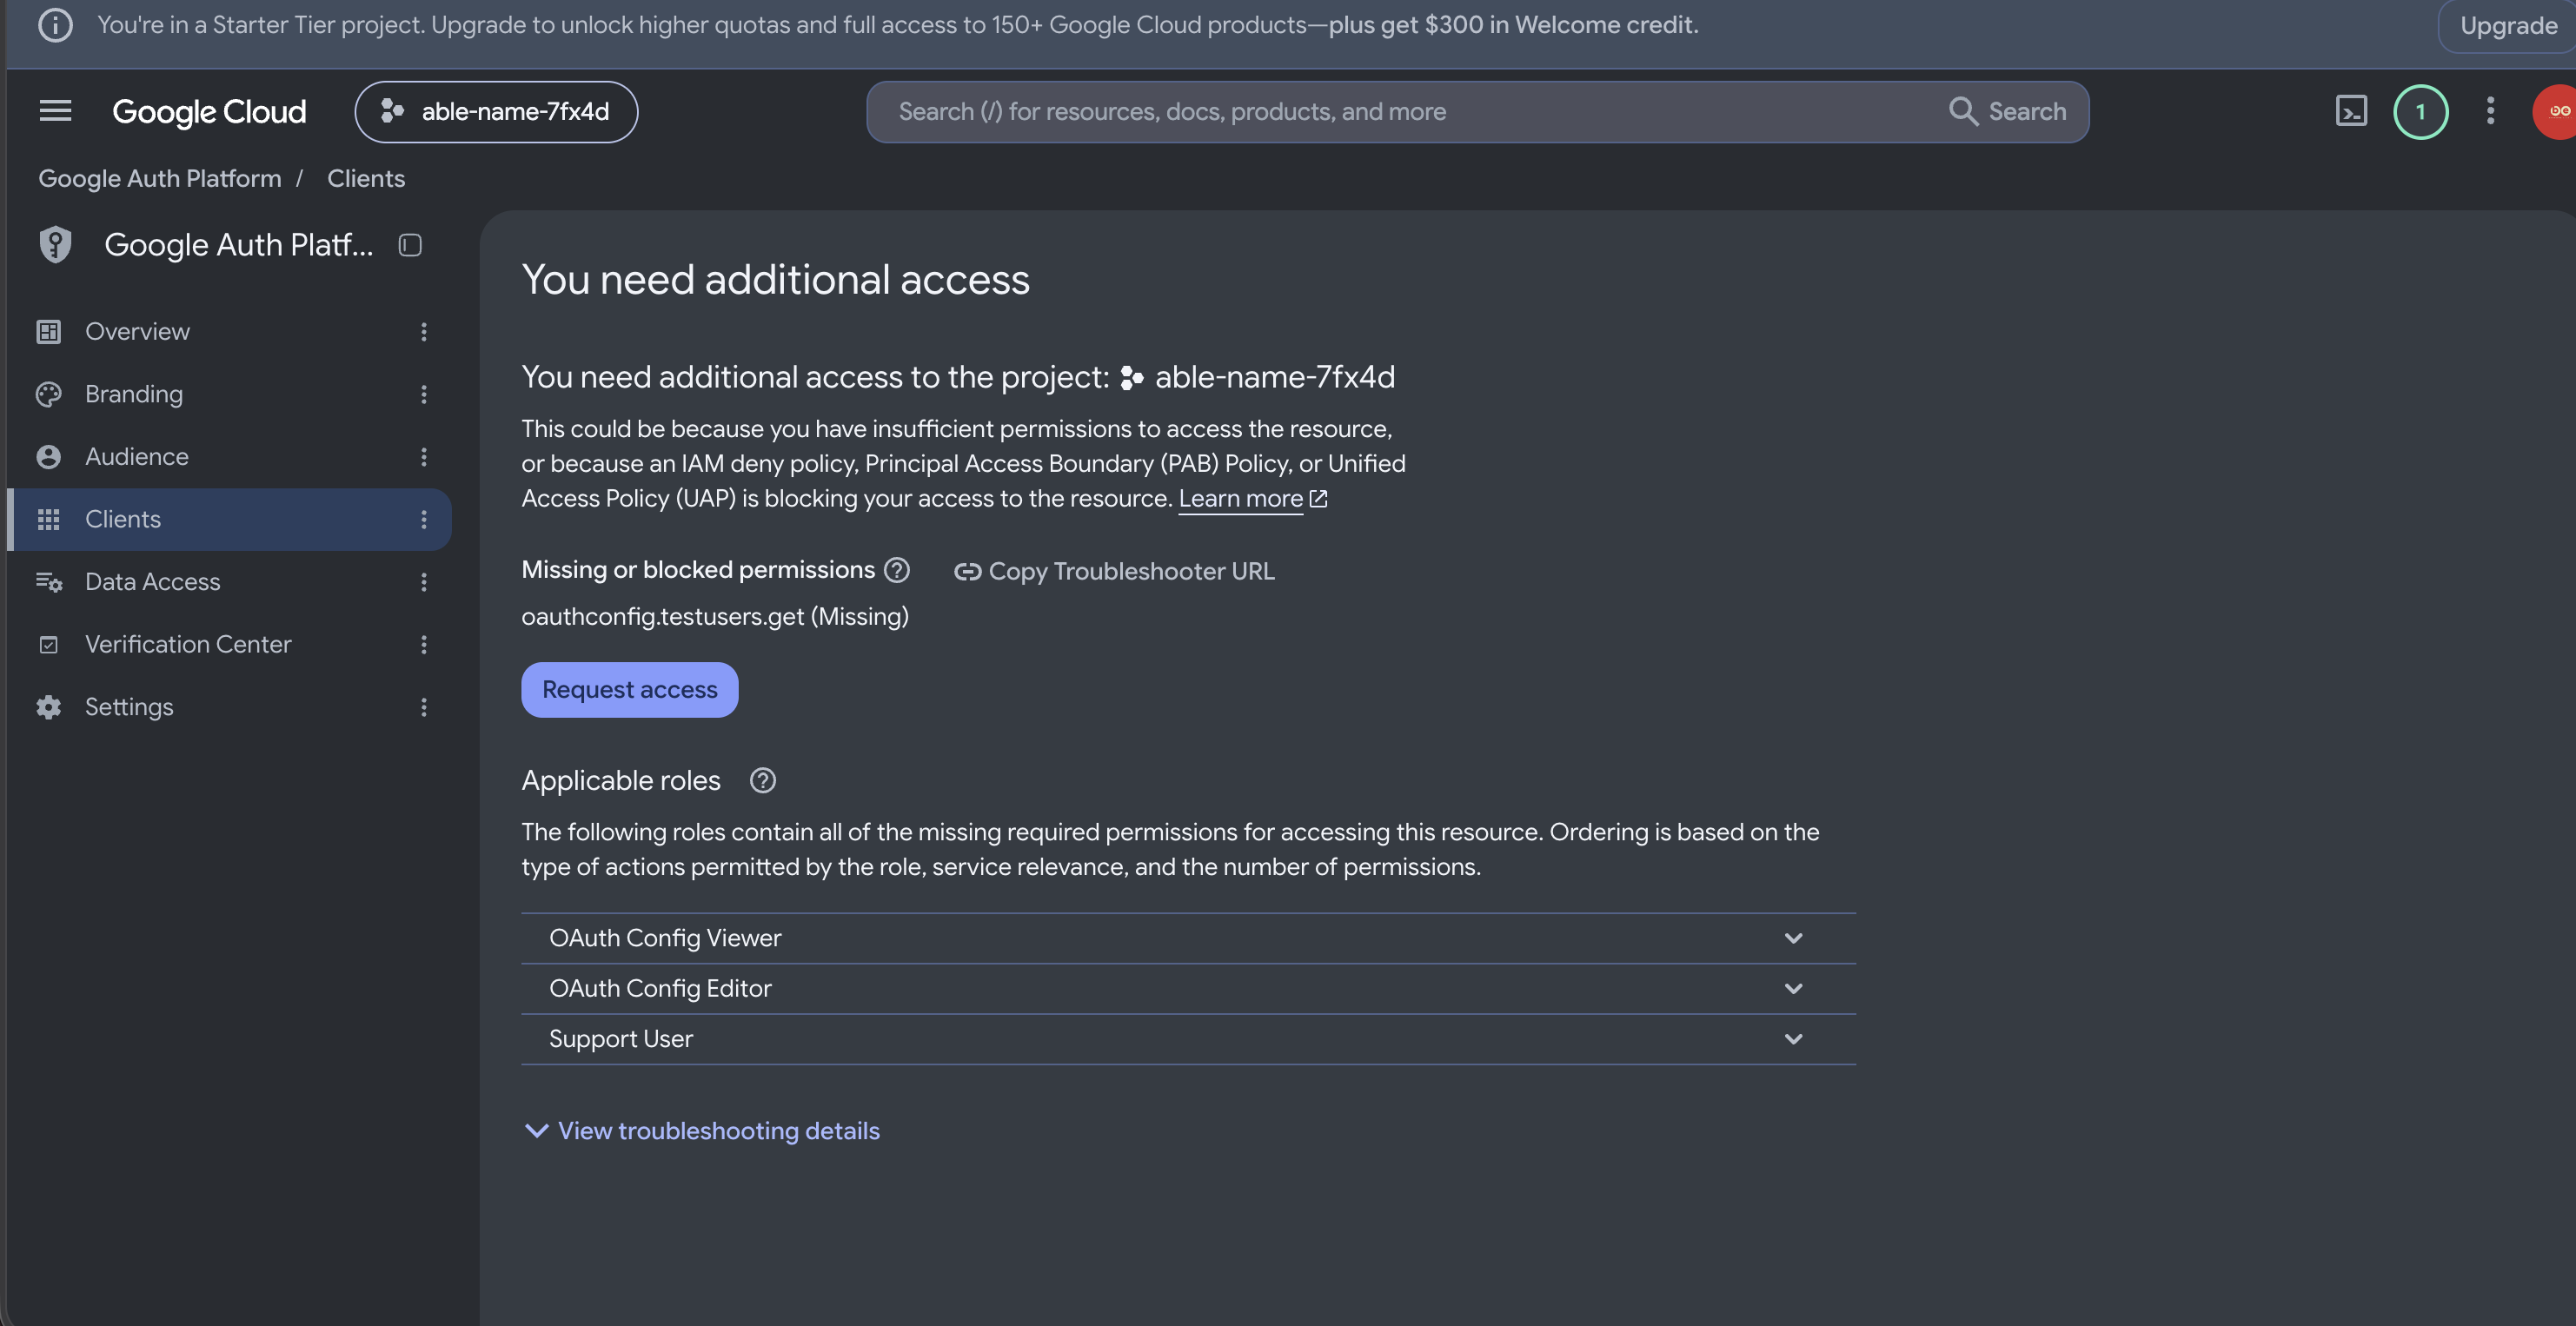 You're in a Starter Tier project. Upgrade to unlock higher quotas and full access to 150+ Google Cloud products—plus get $300 in Welcome credit.
Upgrade
Google Cloud
able-name-7fx4d
Search (/) for resources, docs, products, and more
Search
1
Google Auth Platform / Clients
Google Auth Platf...
Overview
Branding
Audience
Clients
Data Access
Verification Center
Settings
You need additional access
You need additional access to the project: able-name-7fx4d
This could be because you have insufficient permissions to access the resource,
or because an IAM deny policy, Principal Access Boundary (PAB) Policy, or Unified
Access Policy (UAP) is blocking your access to the resource. Learn more
Missing or blocked permissions
Copy Troubleshooter URL
oauthconfig.testusers.get (Missing)
Request access
Applicable roles
The following roles contain all of the missing required permissions for accessing this resource. Ordering is based on the
type of actions permitted by the role, service relevance, and the number of permissions.
OAuth Config Viewer
OAuth Config Editor
Support User
View troubleshooting details